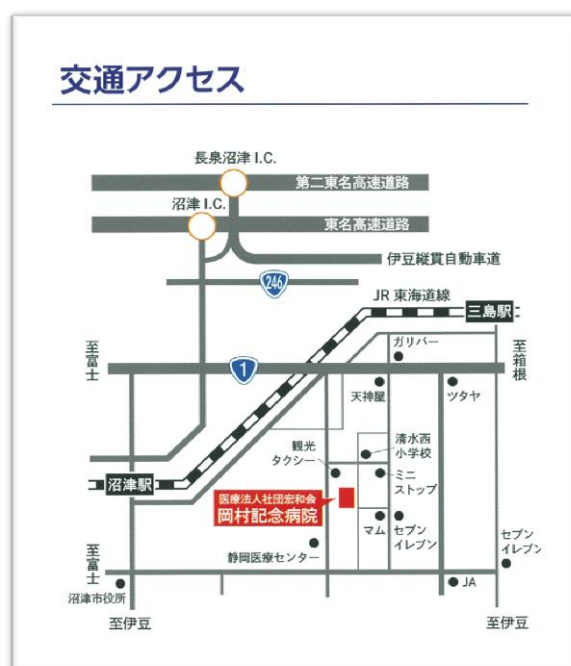 交通アクセス
長泉沼津 I.C.
第二東名高速道路
沼津 I.C.
東名高速道路
伊豆縦貫自動車道
246
JR 東海道線
三島駅
ガリバー
至富士
1
至箱根
天神屋
ツタヤ
観光
タクシー
清水西
小学校
沼津駅
ミニ
ストップ
医療法人社団宏和会
岡村記念病院
マム
セブン
イレブン
静岡医療センター
セブン
イレブン
至富士
沼津市役所
JA
至伊豆
至伊豆